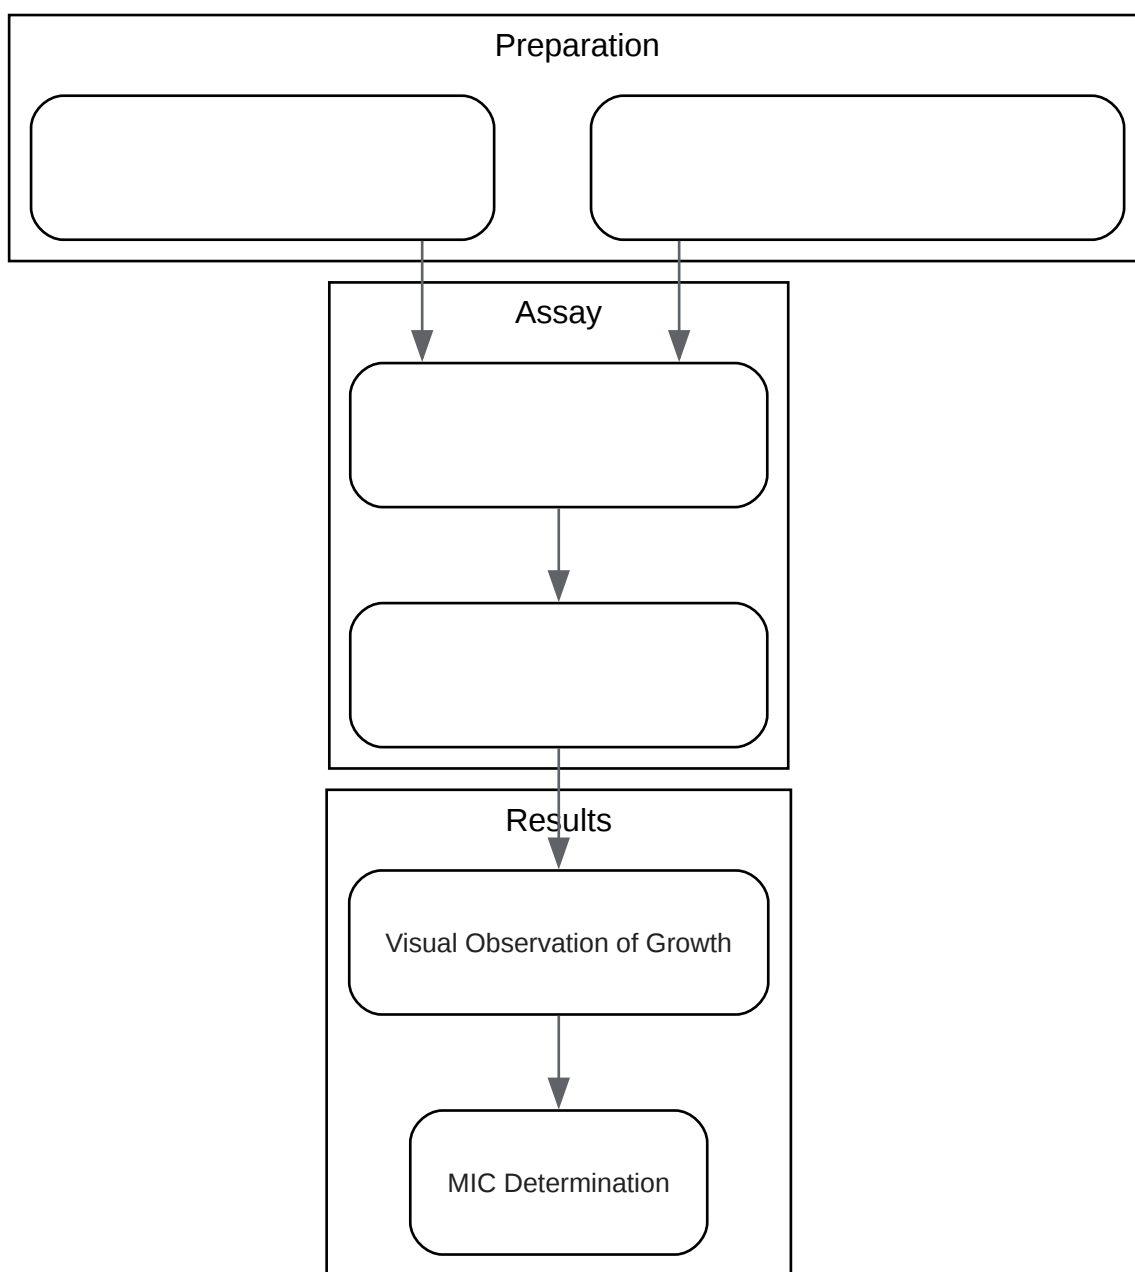 Preparation
Assay
Results
Visual Observation of Growth
MIC Determination